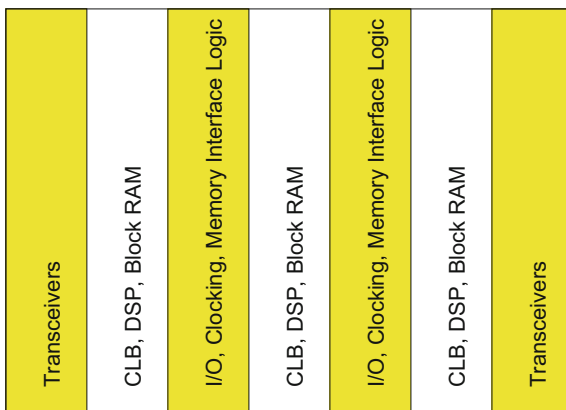 Transceivers
CLB, DSP, Block RAM
I/O, Clocking, Memory Interface Logic
CLB, DSP, Block RAM
I/O, Clocking, Memory Interface Logic
CLB, DSP, Block RAM
Transceivers